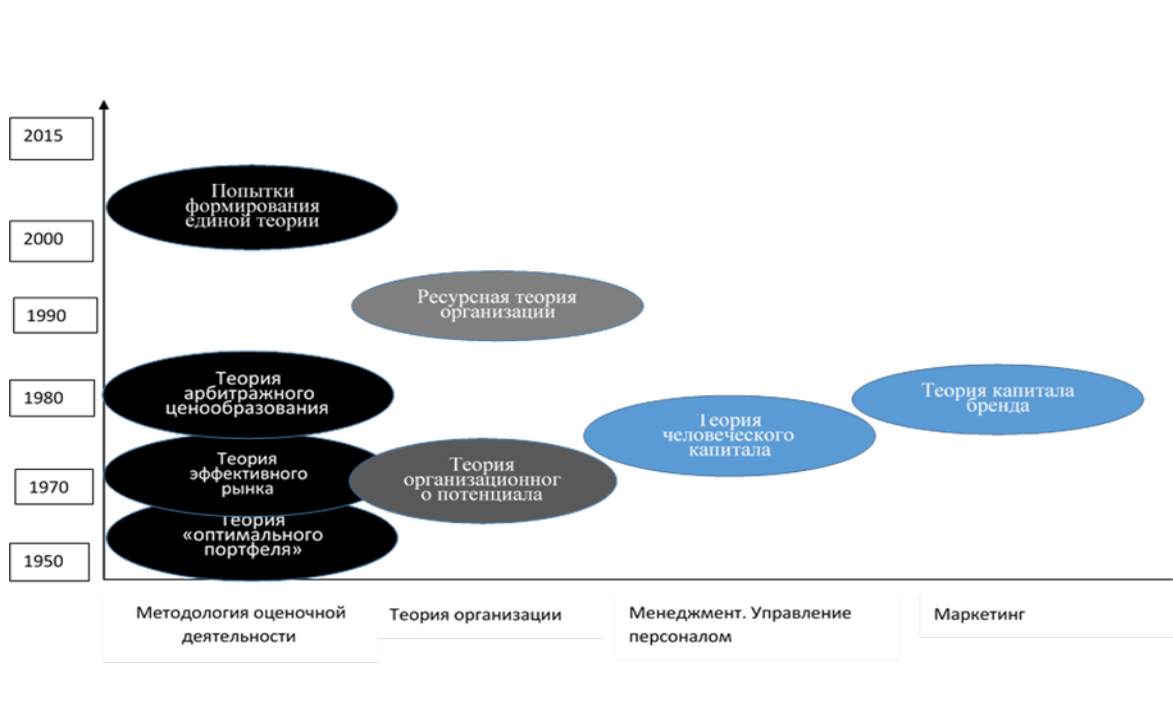 2015
Попытки
формирования
единой теории
2000
Ресурсная теория
организации
1990
Теория
арбитражного
ценообразования
1980
Теория капитала
бренда
Теория
человеческого
капитала
Теория
эффективного
рынка
1970
Теория
организационног
о потенциала
Теория
«оптимального
портфеля»
1950
Методология оценочной
деятельности
Теория организации
Менеджмент. Управление
персоналом
Маркетинг